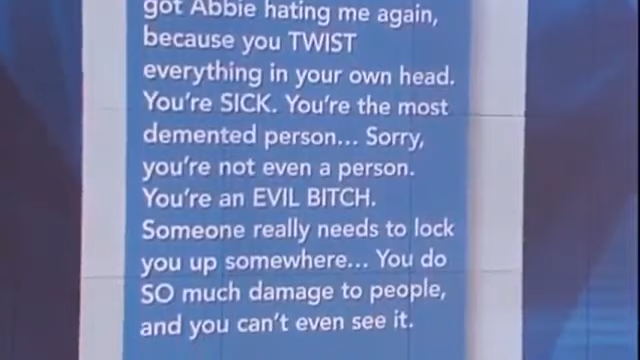 got Abbie hating me again,
because you TWIST
everything in your own head.
You're SICK. You're the most
demented person... Sorry,
you're not even a person.
You're an EVIL BITCH.
Someone really needs to lock
you up somewhere... You do
SO much damage to people,
and you can't even see it.